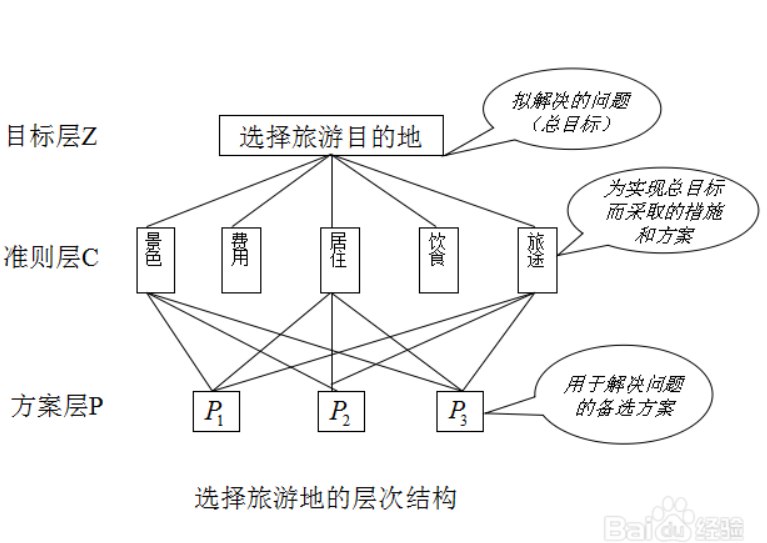 拟解决的问题
（总目标）
目标层Z
选择旅游目的地
为实现总目标
而采取的措施
和方案
准则层C
景色
费用
居住
饮食
旅途
用于解决问题
的备选方案
方案层P
P1
P2
P3
选择旅游地的层次结构
Baidu经验